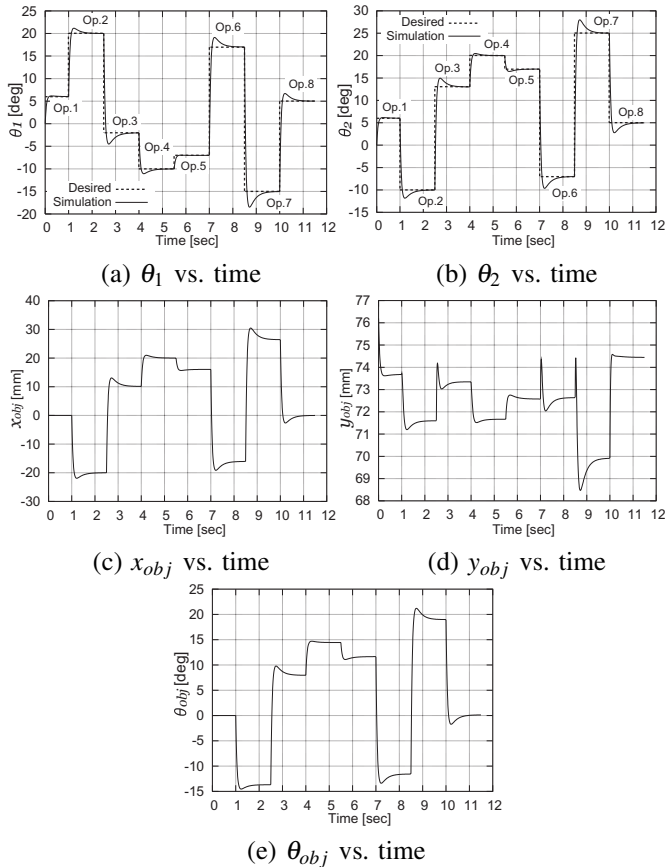 Desired
Simulation
Op.1
Op.2
Op.3
Op.4
Op.5
Op.6
Op.7
Op.8
25
20
15
10
5
0
-5
-10
-15
-20
θ1 [deg]
0 1 2 3 4 5 6 7 8 9 10 11 12
Time [sec]
(a) θ1 vs. time
Desired
Simulation
Op.1
Op.2
Op.3
Op.4
Op.5
Op.6
Op.7
Op.8
30
25
20
15
10
5
0
-5
-10
-15
θ2 [deg]
0 1 2 3 4 5 6 7 8 9 10 11 12
Time [sec]
(b) θ2 vs. time
40
30
20
10
0
-10
-20
-30
xobj [mm]
0 1 2 3 4 5 6 7 8 9 10 11 12
Time [sec]
(c) xobj vs. time
77
76
75
74
73
72
71
70
69
68
yobj [mm]
0 1 2 3 4 5 6 7 8 9 10 11 12
Time [sec]
(d) yobj vs. time
25
20
15
10
5
0
-5
-10
-15
θobj [deg]
0 1 2 3 4 5 6 7 8 9 10 11 12
Time [sec]
(e) θobj vs. time